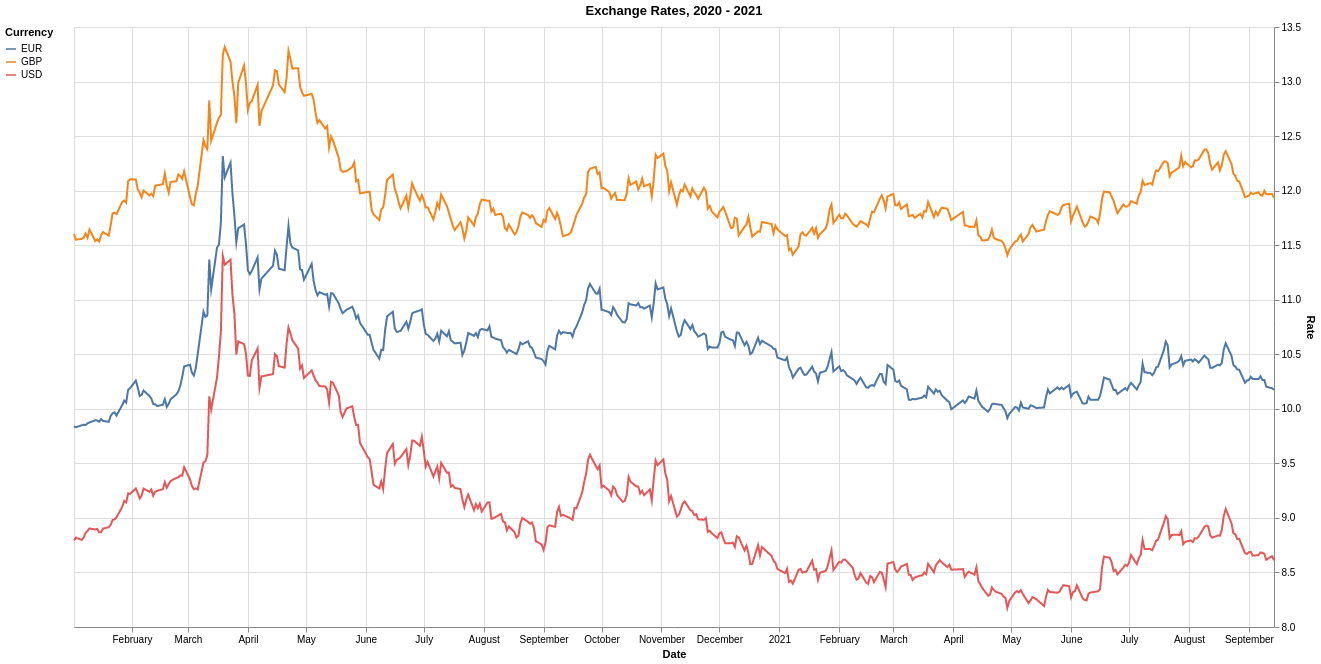 Exchange Rates, 2020 - 2021
Currency
EUR
GBP
USD
13.5
13.0
12.5
12.0
11.5
11.0
10.5
10.0
9.5
9.0
8.5
8.0
Rate
February March April May June July August September October November December 2021 February March April May June July August September
Date